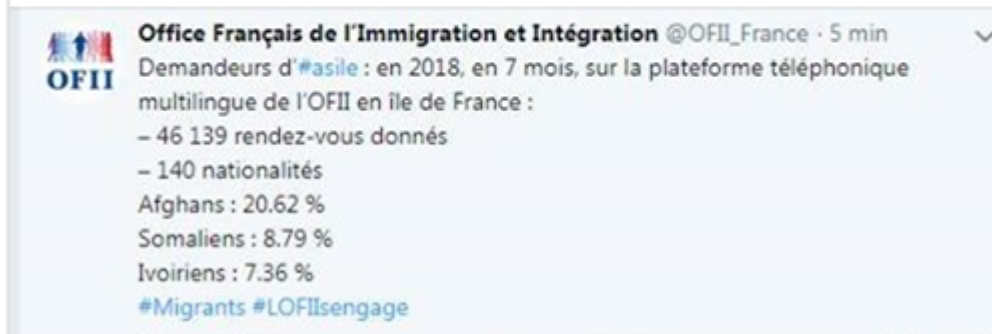 Office Français de l'Immigration et Intégration @OFII_France · 5 min
OFII
Demandeurs d'#asile : en 2018, en 7 mois, sur la plateforme téléphonique
multilingue de l'OFII en île de France :
– 46 139 rendez-vous donnés
– 140 nationalités
Afghans : 20.62 %
Somaliens : 8.79 %
Ivoiriens : 7.36 %
#Migrants #LOFIIsengage